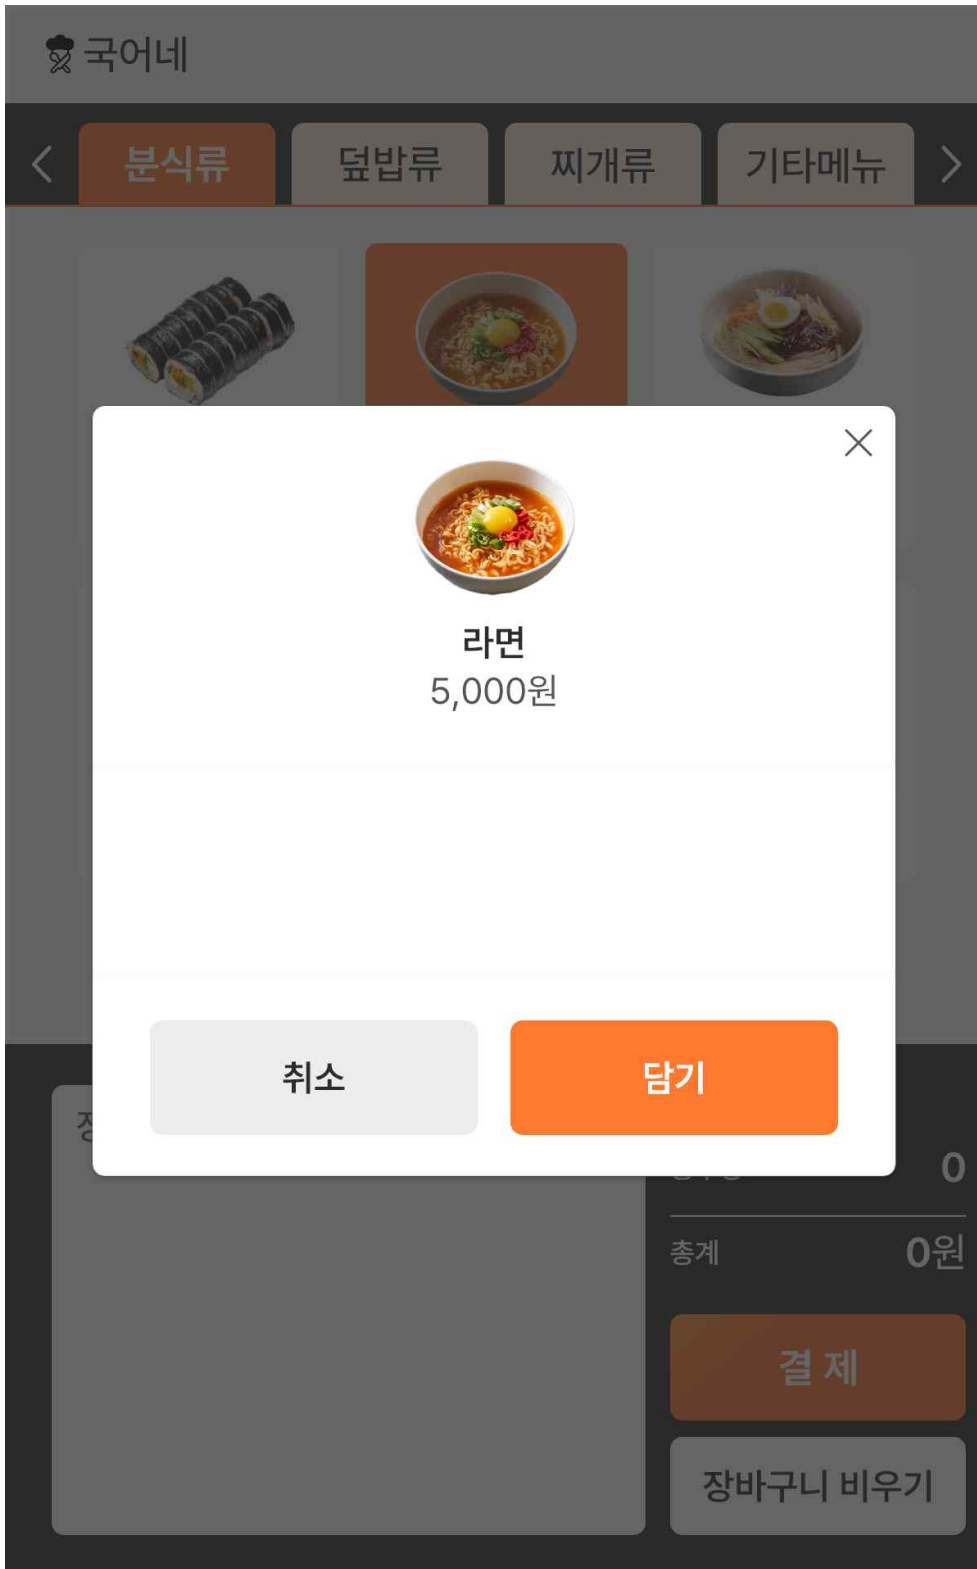 국어네
분식류
덮밥류
찌개류
기타메뉴
라면
5,000원
취소
담기
0
총계
0원
결 제
장바구니 비우기